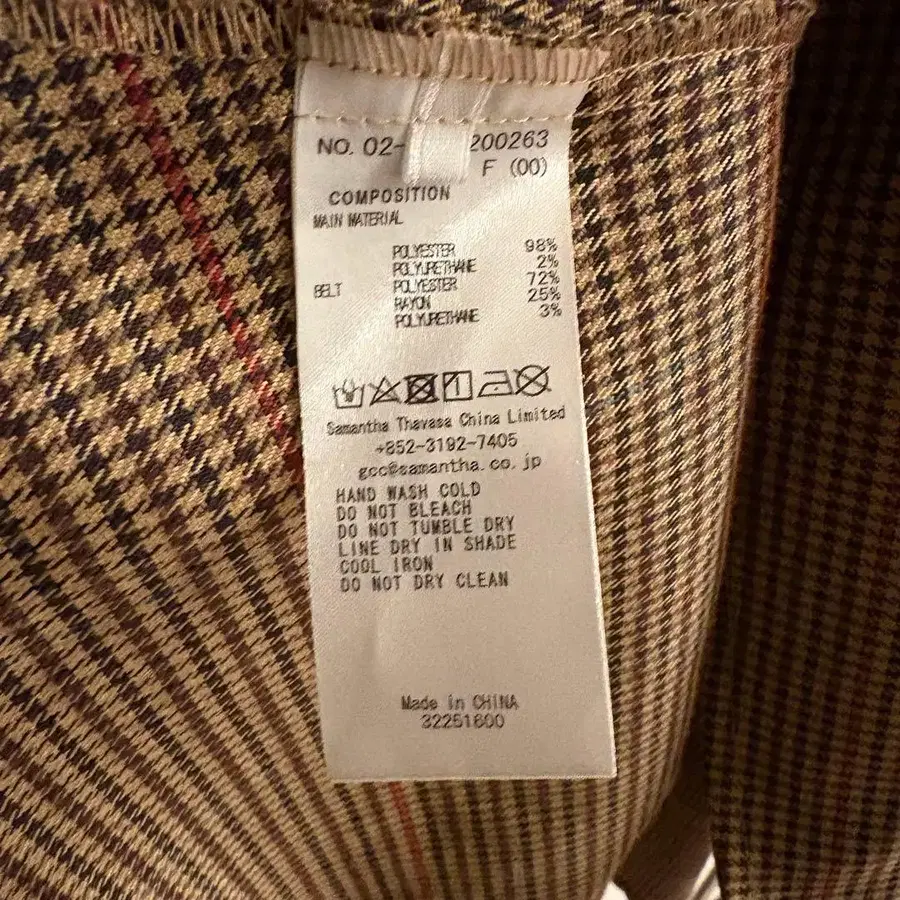 NO. 02- 200263
F (00)
COMPOSITION
MAIN MATERIAL
POLYESTER 98%
POLYURETHANE 2%
BELT POLYESTER 72%
RAYON 25%
POLYURETHANE 3%
Samantha Thavasa China Limited
+852-3192-7405
gcc@samantha.co.jp
HAND WASH COLD
DO NOT BLEACH
DO NOT TUMBLE DRY
LINE DRY IN SHADE
COOL IRON
DO NOT DRY CLEAN
Made in CHINA
32251600